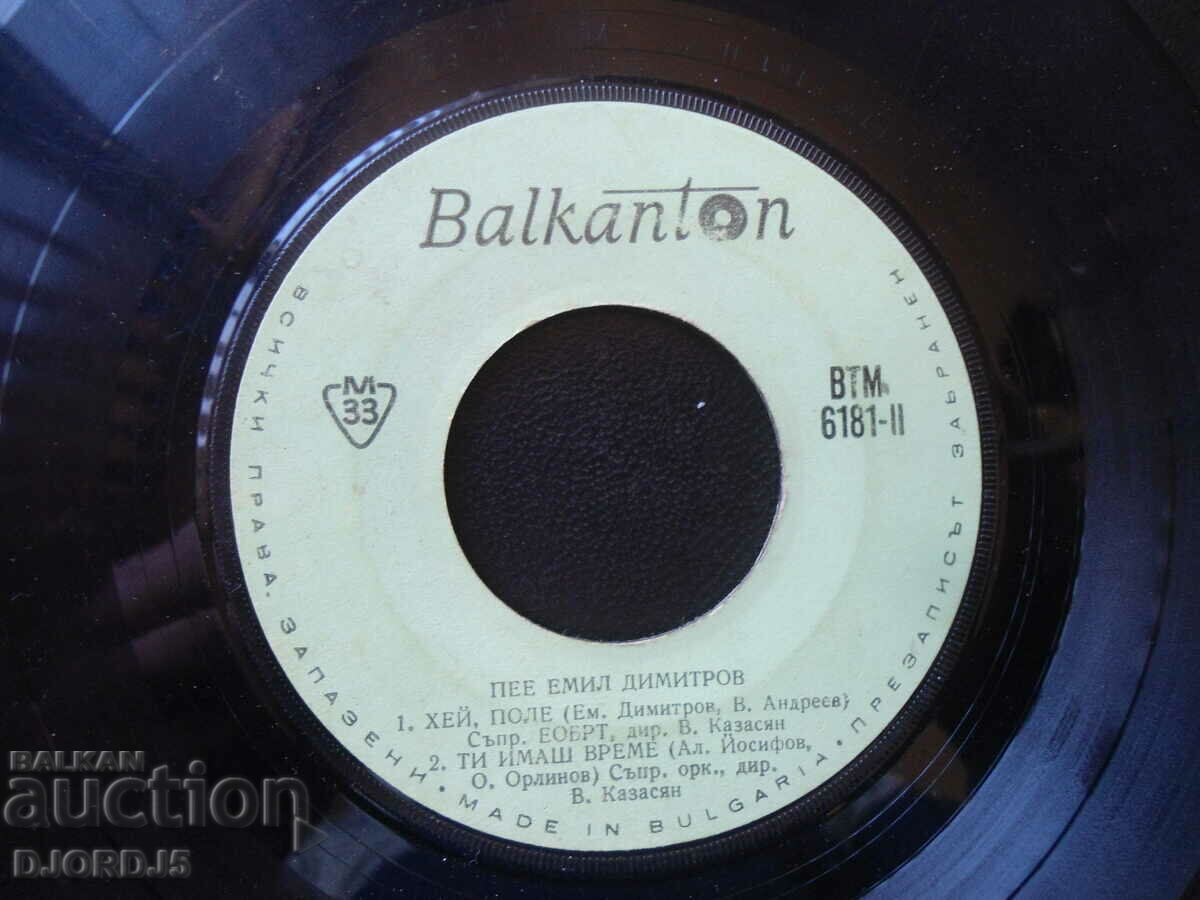 Balkanton
М
33
ВТМ
6181-II
ПЕЕ ЕМИЛ ДИМИТРОВ
1. ХЕЙ, ПОЛЕ (Ем. Димитров, В. Андреев)
Съпр. ЕОБРТ, дир. В. Казасян
2. ТИ ИМАШ ВРЕМЕ (Ал. Йосифов,
О. Орлинов) Съпр. орк., дир.
В. Казасян
ВСИЧКИ ПРАВА. ЗАПАЗЕНИ • MADE IN BULGARIA • ПРЕЗАПИСЪТ ЗАБРАНЕН
BALKAN
auction
DJORDJ5